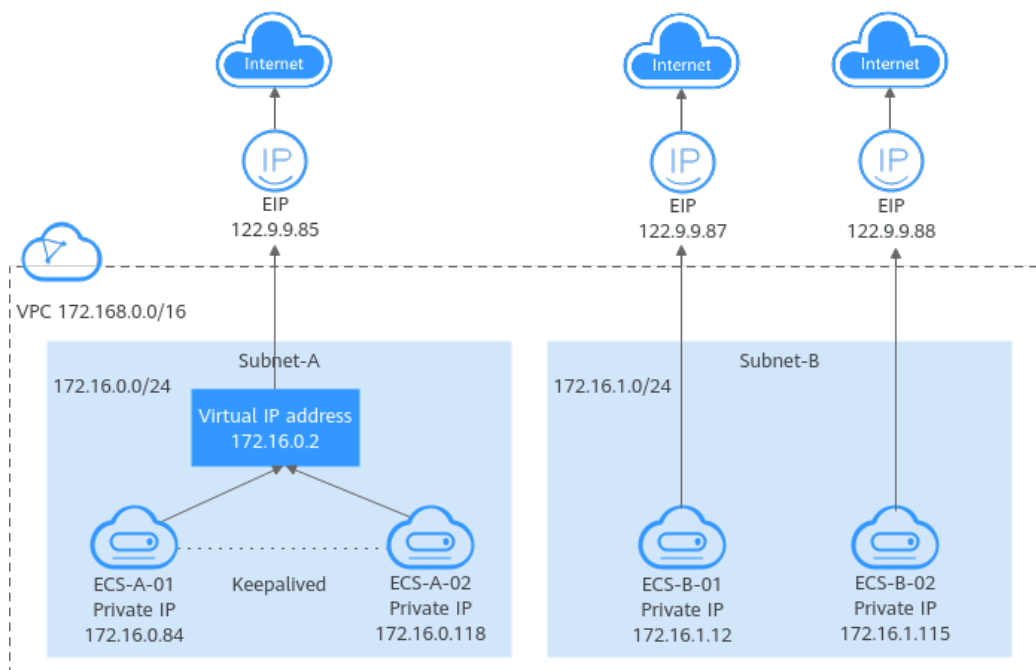 Internet
Internet
Internet
IP
IP
IP
EIP
122.9.9.85
EIP
122.9.9.87
EIP
122.9.9.88
VPC 172.168.0.0/16
Subnet-A
172.16.0.0/24
Virtual IP address
172.16.0.2
ECS-A-01
Private IP
172.16.0.84
Keepalived
ECS-A-02
Private IP
172.16.0.118
Subnet-B
172.16.1.0/24
ECS-B-01
Private IP
172.16.1.12
ECS-B-02
Private IP
172.16.1.115